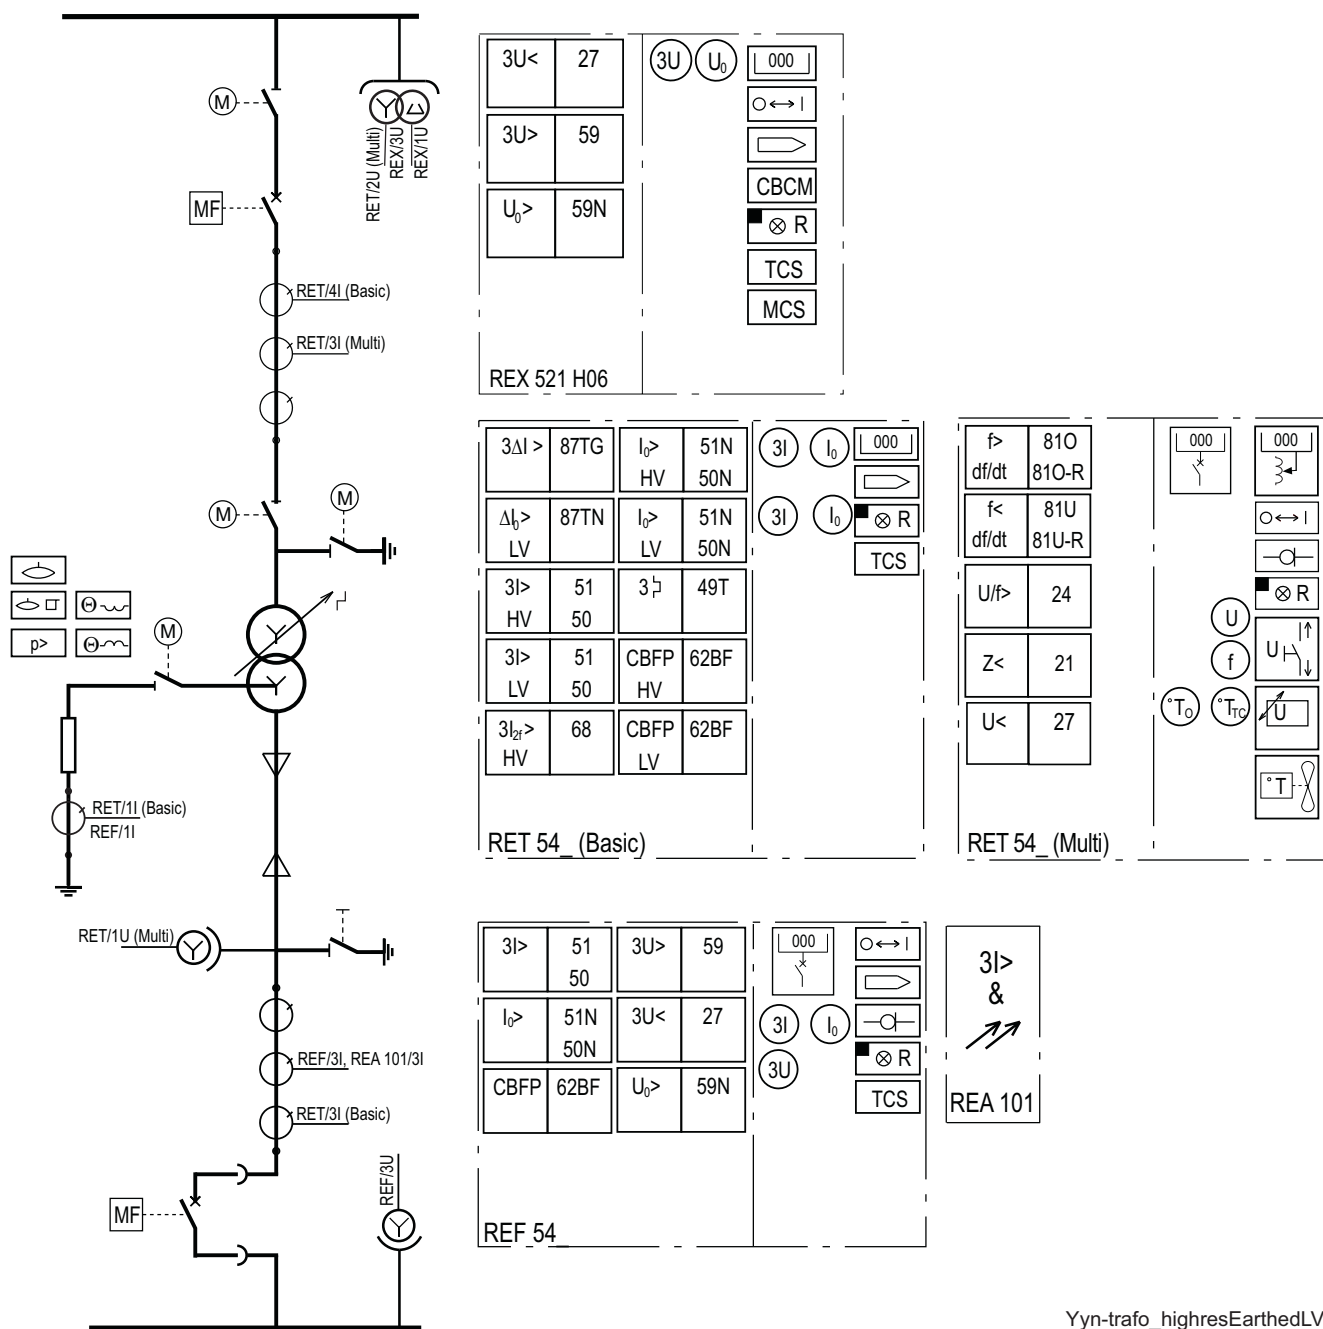 M
MF
RET/2U (Multi)
REX/3U
REX/1U
RET/4I (Basic)
RET/3I (Multi)
M
M
M
Θ
p>
Θ
Y
Y
Y
RET/1I (Basic)
REF/1I
RET/1U (Multi)
Y
REF/3I, REA 101/3I
RET/3I (Basic)
MF
REF/3U
Y
3U< 27
3U> 59
U0> 59N
3U U0
000
O I
CBCM
R
TCS
MCS
REX 521 H06
3ΔI > 87TG I0> 51N
HV 50N
ΔI0> 87TN I0> 51N
LV LV 50N
3I> 51 3 49T
HV 50
3I> 51 CBFP 62BF
LV 50 HV
3I2f> 68 CBFP 62BF
HV LV
3I I0 000
3I I0 R
TCS
RET 54_ (Basic)
f> 81O
df/dt 81O-R
f< 81U
df/dt 81U-R
U/f> 24
Z< 21
U< 27
000 000
O I
R
U
f U
°TO °TTC U
°T
RET 54_ (Multi)
3I> 51 3U> 59
50
I0> 51N 3U< 27
50N
CBFP 62BF U0> 59N
000 O I
3I I0
3U R
TCS
REF 54_
3I>
&
REA 101
Yyn-trafo_highresEarthedLV